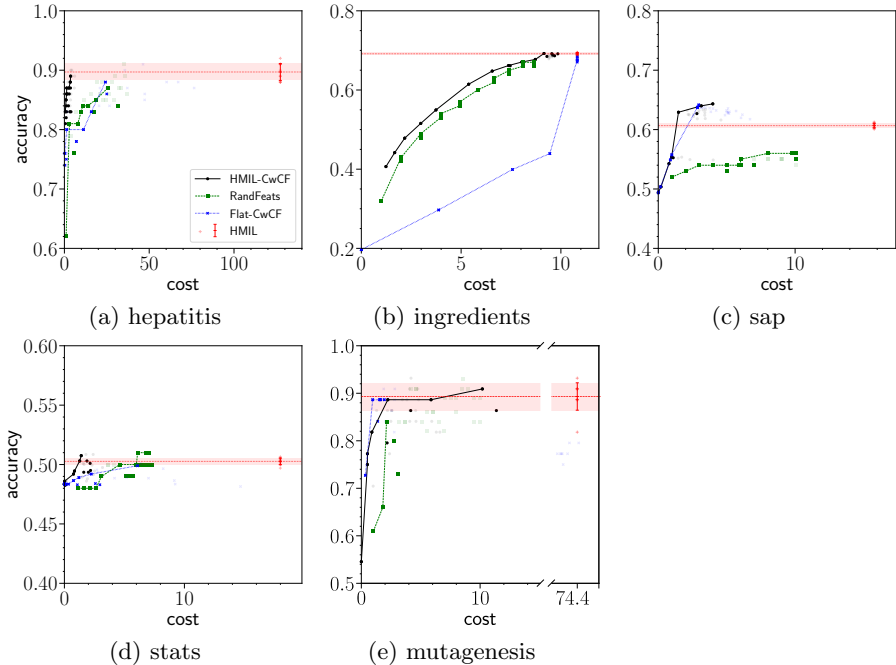 1.0
0.9
0.8
0.7
0.6
accuracy
0 50 100
cost
HMIL-CwCF
RandFeats
Flat-CwCF
HMIL
(a) hepatitis
0.8
0.6
0.4
0.2
0 5 10
cost
(b) ingredients
0.8
0.7
0.6
0.5
0.4
0 10
cost
(c) sap
0.60
0.55
0.50
0.45
0.40
accuracy
0 10
cost
(d) stats
1.0
0.9
0.8
0.7
0.6
0.5
0 10 74.4
cost
(e) mutagenesis